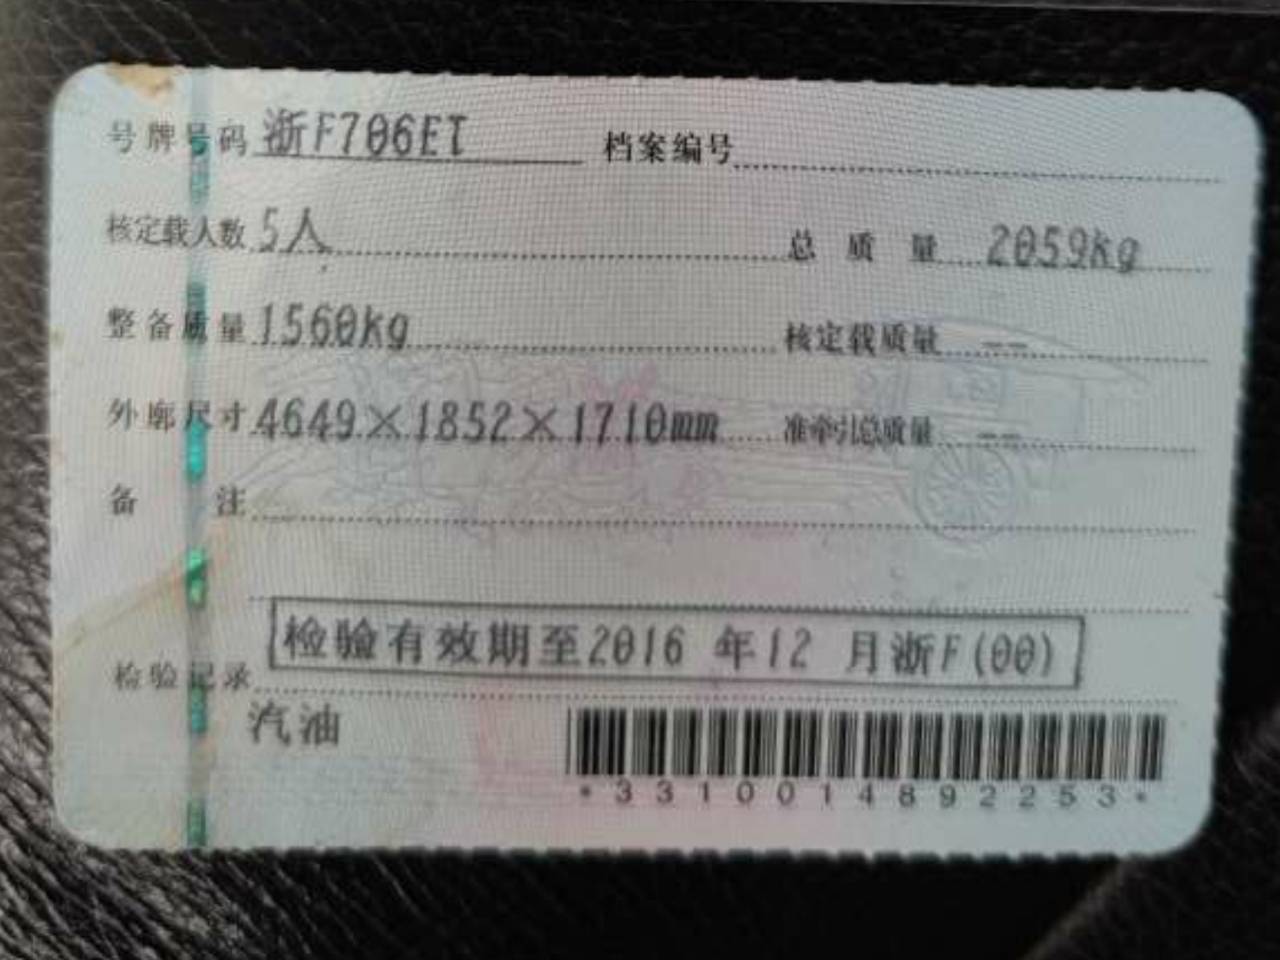 号牌号码 浙F706ET 档案编号
核定载人数 5人 总质量 2059kg
整备质量 1560kg 核定载质量 --
外廓尺寸 4649×1852×1710mm 准牵引总质量 --
备注
检验有效期至2016 年12 月浙F(00)
检验记录
汽油
*3310014892253*